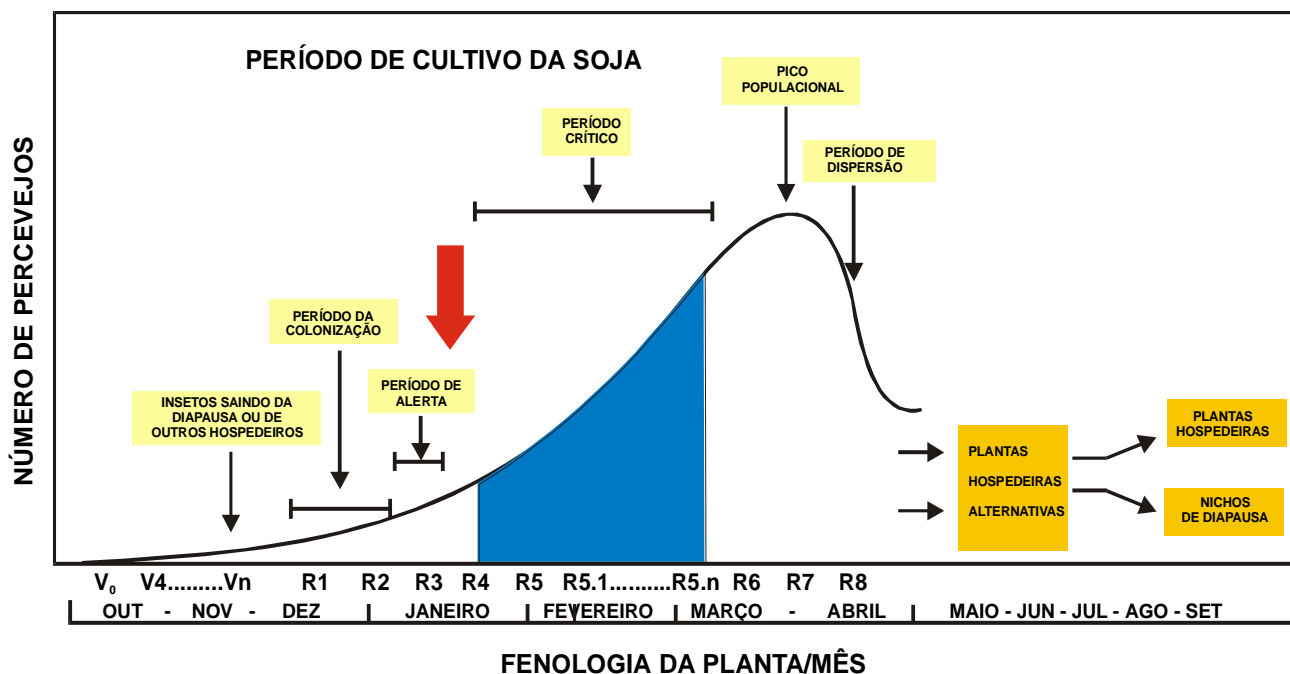 PERÍODO DE CULTIVO DA SOJA
PICO
POPULACIONAL
PERÍODO
CRÍTICO
PERÍODO DE
DISPERSÃO
NÚMERO DE PERCEVEJOS
PERÍODO DA
COLONIZAÇÃO
PERÍODO DE
ALERTA
INSETOS SAINDO DA
DIAPAUSA OU DE
OUTROS HOSPEDEIROS
PLANTAS
HOSPEDEIRAS
ALTERNATIVAS
PLANTAS
HOSPEDEIRAS
NICHOS
DE DIAPAUSA
V₀ V4.........Vn R1 R2 R3 R4 R5 R5.1..........R5.n R6 R7 R8
OUT - NOV - DEZ JANEIRO FEVEREIRO MARÇO - ABRIL MAIO - JUN - JUL - AGO - SET
FENOLOGIA DA PLANTA/MÊS